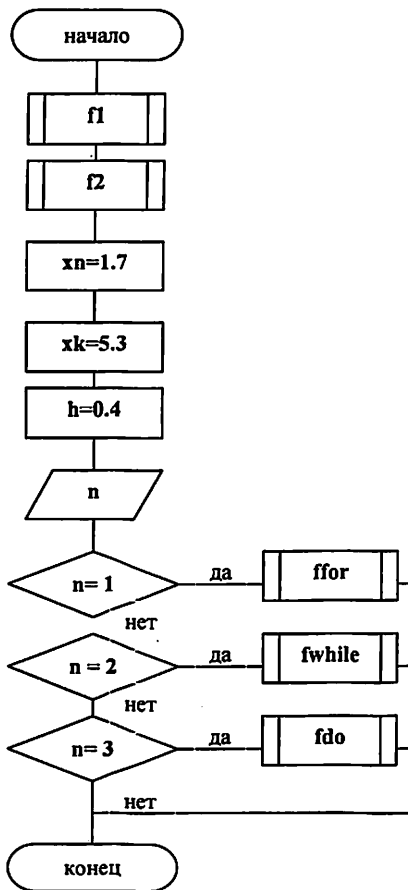 начало
f1
f2
xn=1.7
xk=5.3
h=0.4
n
n= 1
да
ffor
нет
n = 2
да
fwhile
нет
n= 3
да
fdo
нет
конец